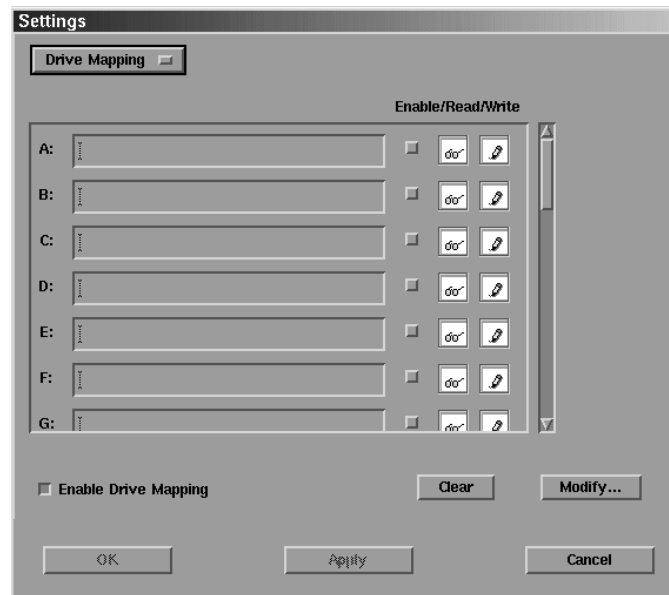 Settings
Drive Mapping
Enable/Read/Write
A:
B:
C:
D:
E:
F:
G:
Enable Drive Mapping
Clear
Modify...
OK
Apply
Cancel